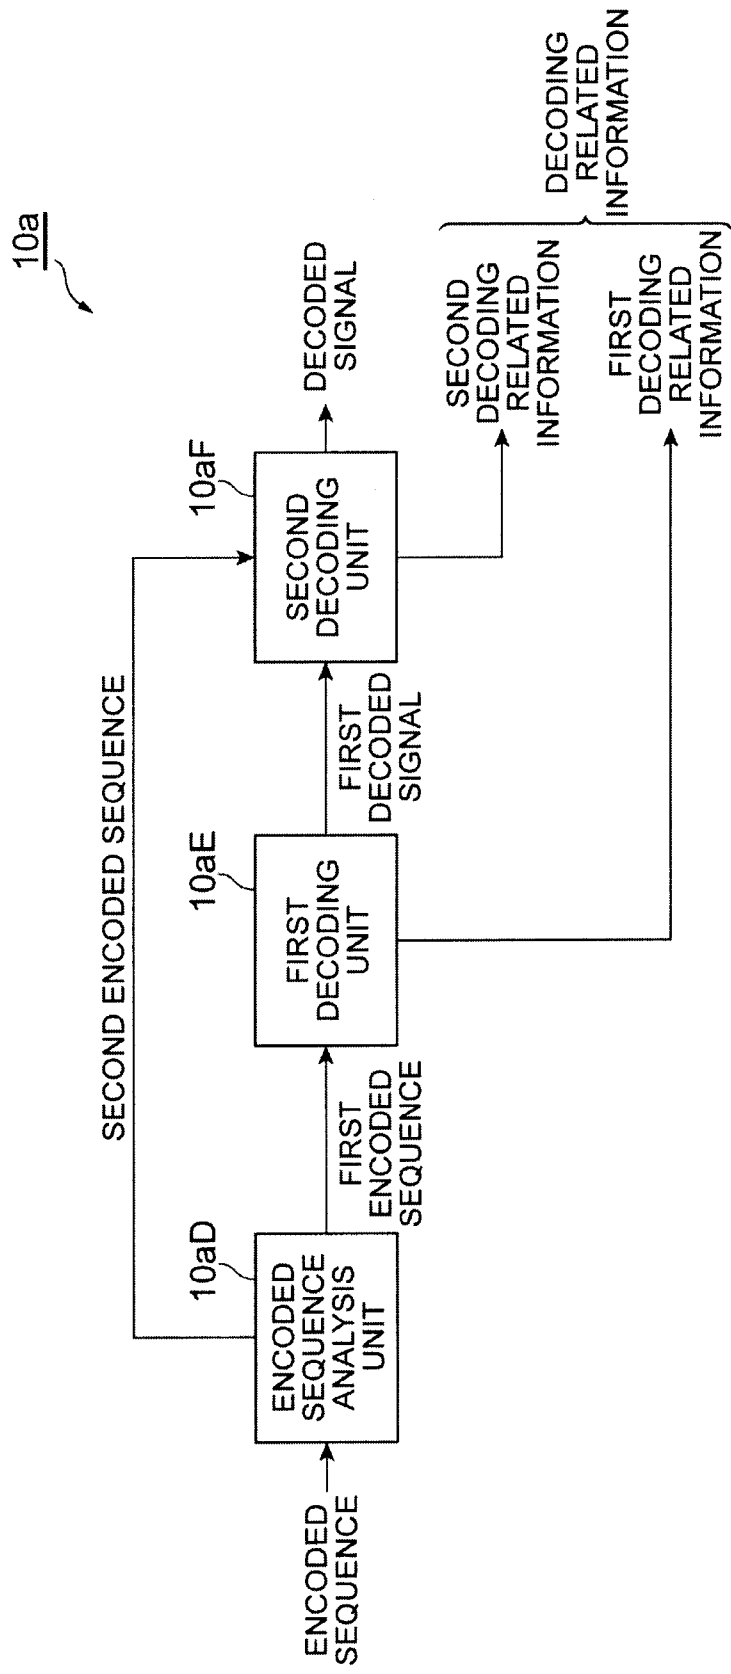 10a
SECOND ENCODED SEQUENCE
10aD
10aE
10aF
ENCODED
SEQUENCE
ENCODED
SEQUENCE
ANALYSIS
UNIT
FIRST
ENCODED
SEQUENCE
FIRST
DECODING
UNIT
FIRST
DECODED
SIGNAL
SECOND
DECODING
UNIT
DECODED
SIGNAL
SECOND
DECODING
RELATED
INFORMATION
FIRST
DECODING
RELATED
INFORMATION
DECODING
RELATED
INFORMATION